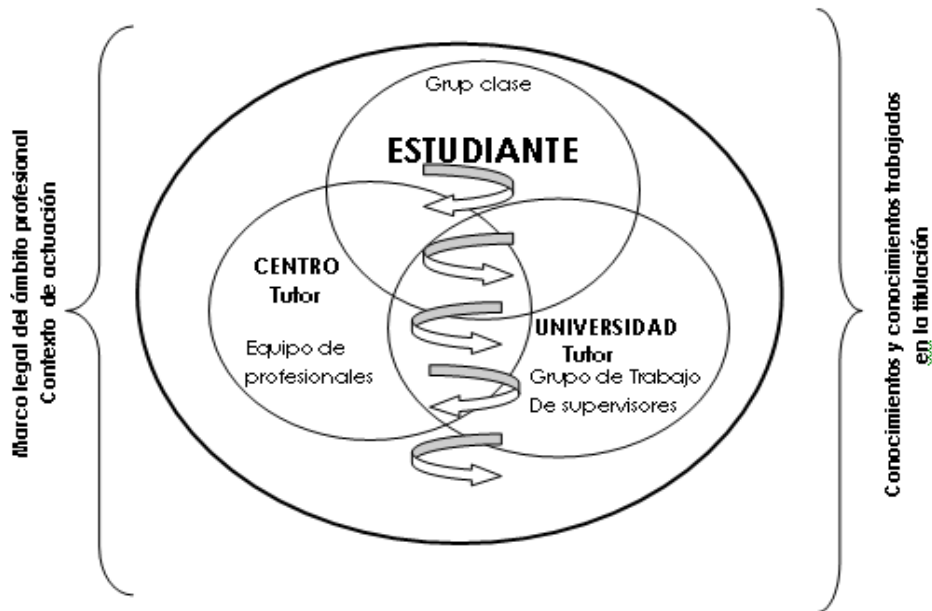 Marco legal del ámbito profesional
Contexto de actuación
Grup clase
ESTUDIANTE
CENTRO
Tutor
Equipo de
profesionales
UNIVERSIDAD
Tutor
Grupo de Trabajo
De supervisores
Conocimientos y conocimientos trabajados
en la titulación